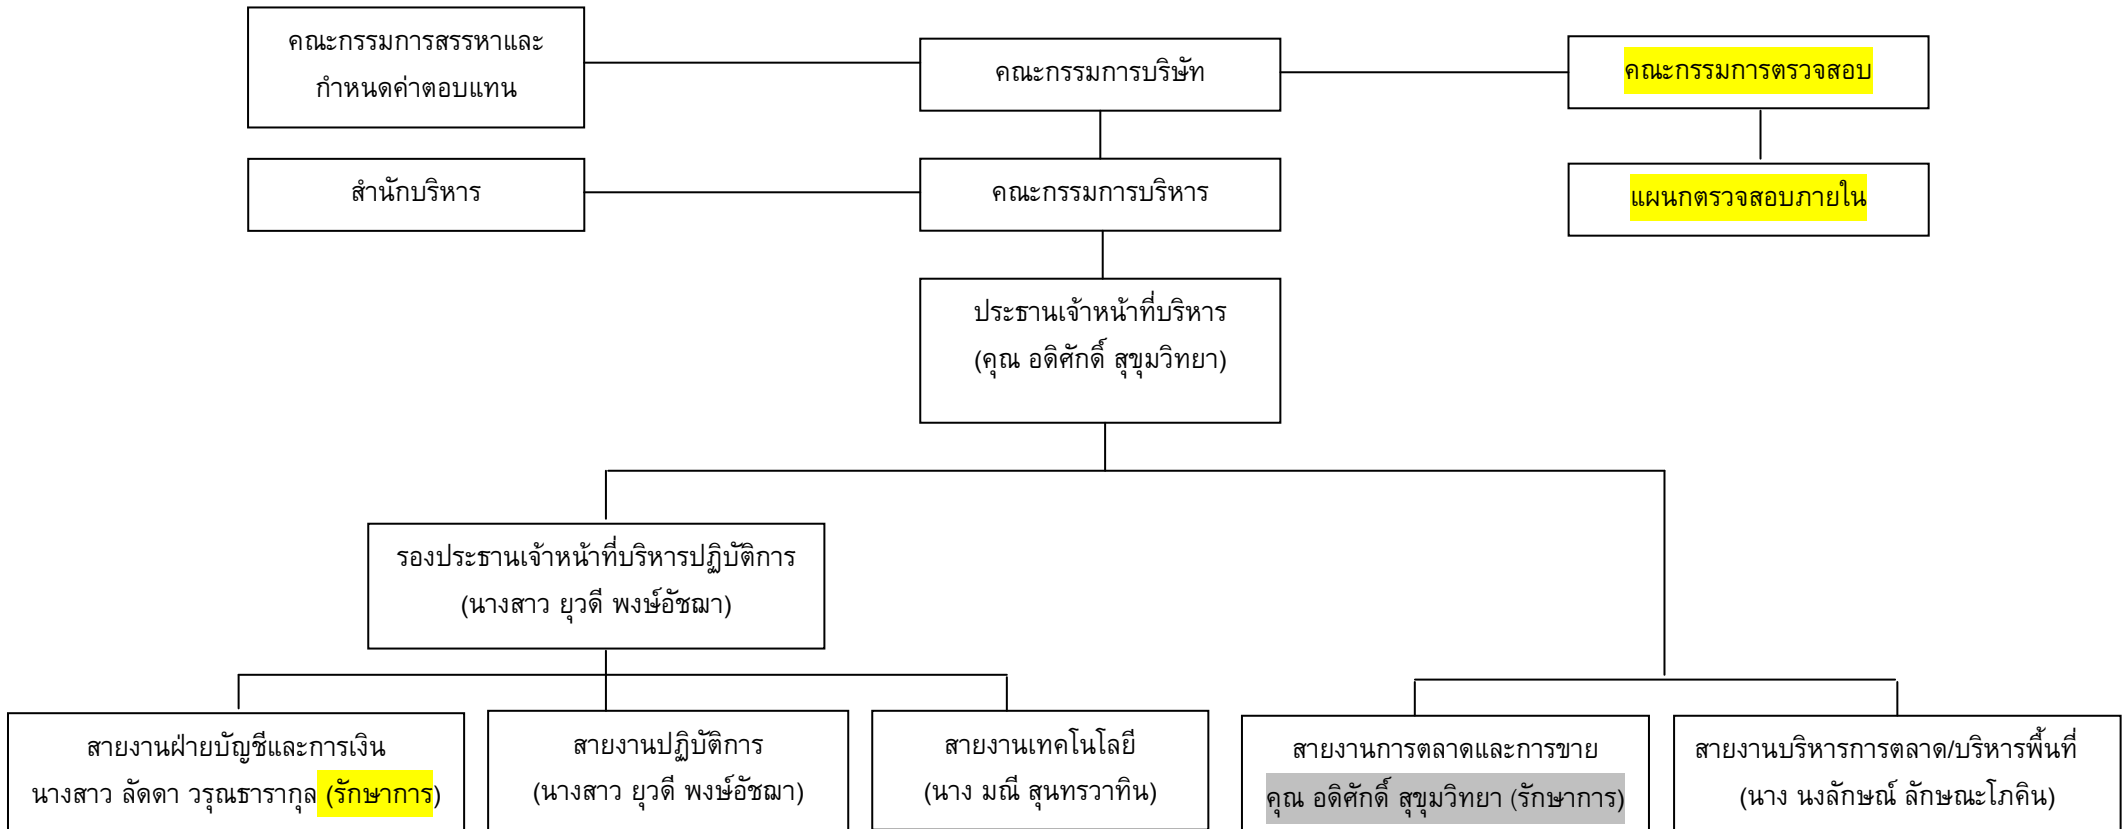 คณะกรรมการสรรหาและ
กำหนดค่าตอบแทน
คณะกรรมการบริษัท
คณะกรรมการตรวจสอบ
สำนักบริหาร
คณะกรรมการบริหาร
แผนกตรวจสอบภายใน
ประธานเจ้าหน้าที่บริหาร
(คุณ อดิศักดิ์ สุขุมวิทยา)
รองประธานเจ้าหน้าที่บริหารปฏิบัติการ
(นางสาว ยุวดี พงษ์อัชฌา)
สายงานฝ่ายบัญชีและการเงิน
นางสาว ลัดดา วรุณธารากุล (รักษาการ)
สายงานปฏิบัติการ
(นางสาว ยุวดี พงษ์อัชฌา)
สายงานเทคโนโลยี
(นาง มณี สุนทรวาทิน)
สายงานการตลาดและการขาย
คุณ อดิศักดิ์ สุขุมวิทยา (รักษาการ)
สายงานบริหารการตลาด/บริหารพื้นที่
(นาง นงลักษณ์ ลักษณะโภคิน)